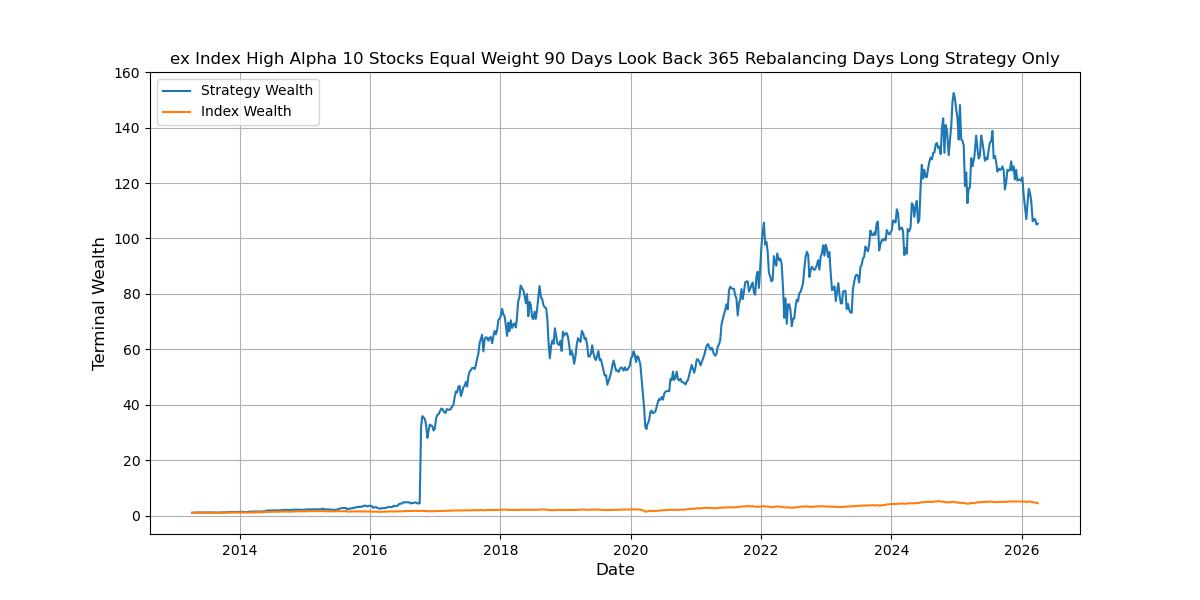 ex Index High Alpha 10 Stocks Equal Weight 90 Days Look Back 365 Rebalancing Days Long Strategy Only
Strategy Wealth
Index Wealth
Terminal Wealth
160
140
120
100
80
60
40
20
0
2014 2016 2018 2020 2022 2024 2026
Date